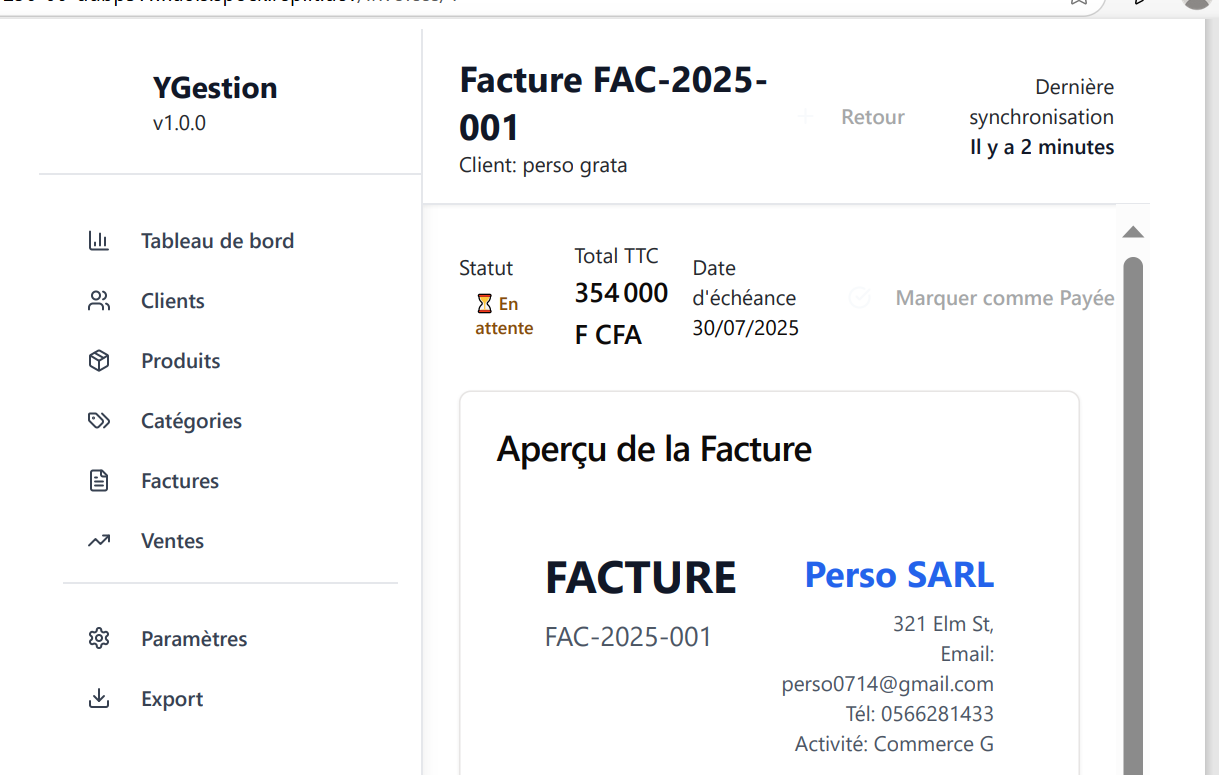 YGestion
v1.0.0
Tableau de bord
Clients
Produits
Catégories
Factures
Ventes
Paramètres
Export
Facture FAC-2025-
001
Client: perso grata
Retour
Dernière
synchronisation
Il y a 2 minutes
Statut
⏳ En
attente
Total TTC
354 000
F CFA
Date
d'échéance
30/07/2025
Marquer comme Payée
Aperçu de la Facture
FACTURE
FAC-2025-001
Perso SARL
321 Elm St,
Email:
perso0714@gmail.com
Tél: 0566281433
Activité: Commerce G